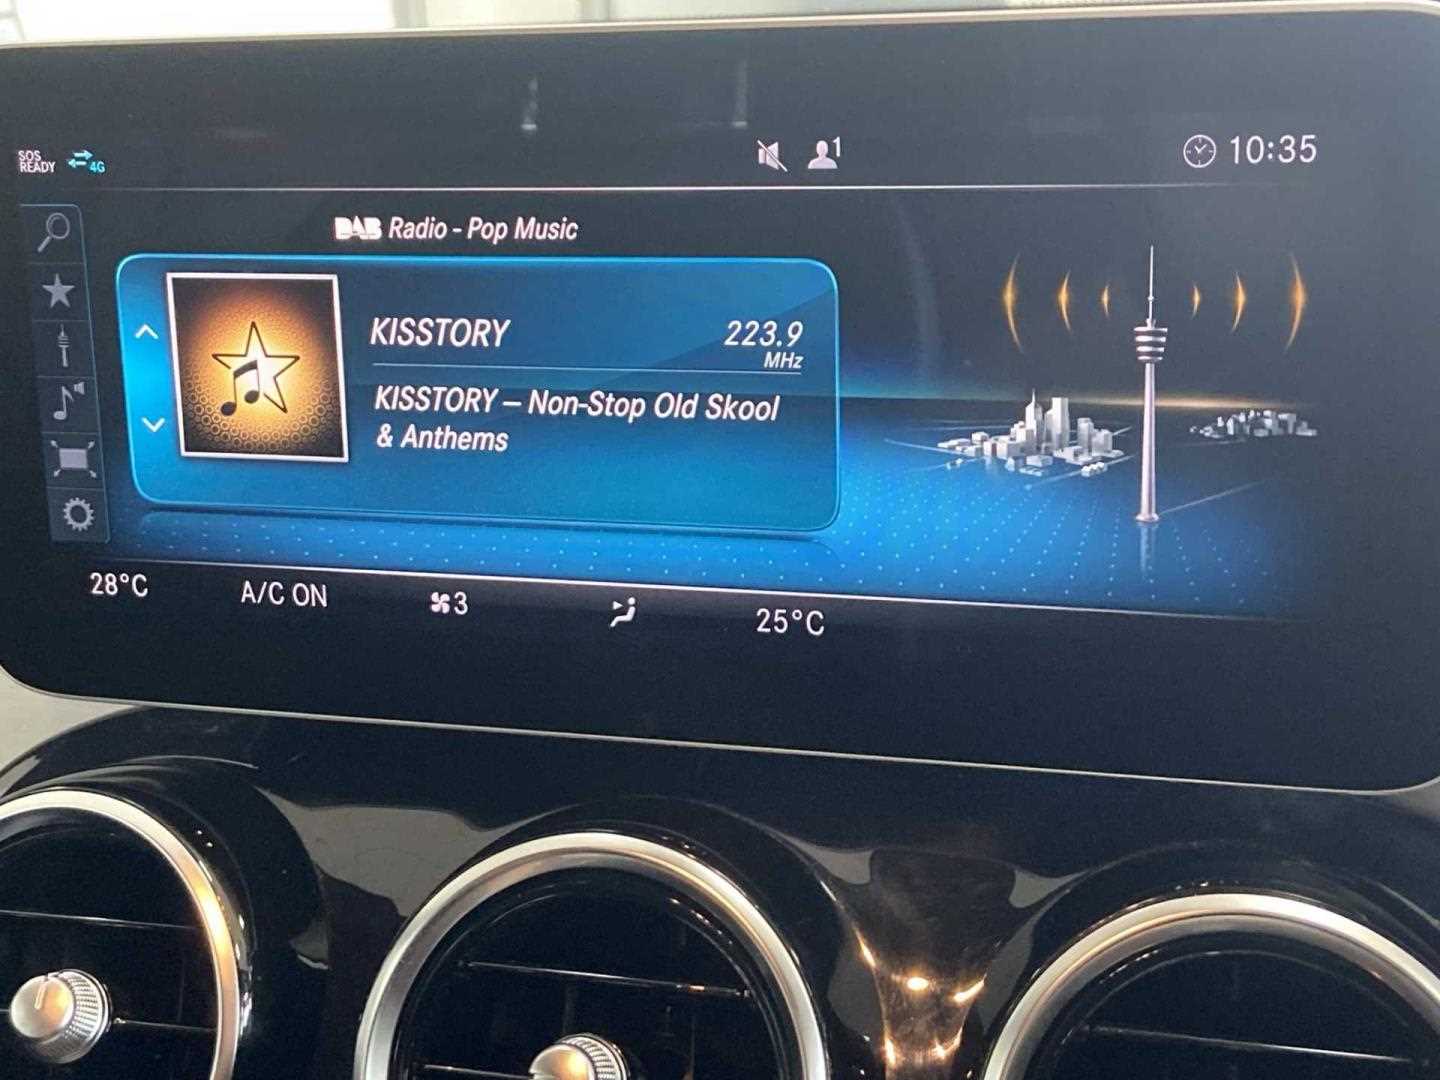 SOS
READY
4G
1
10:35
DAB Radio - Pop Music
KISSTORY
223.9
MHz
KISSTORY – Non-Stop Old Skool
& Anthems
28°C
A/C ON
3
25°C